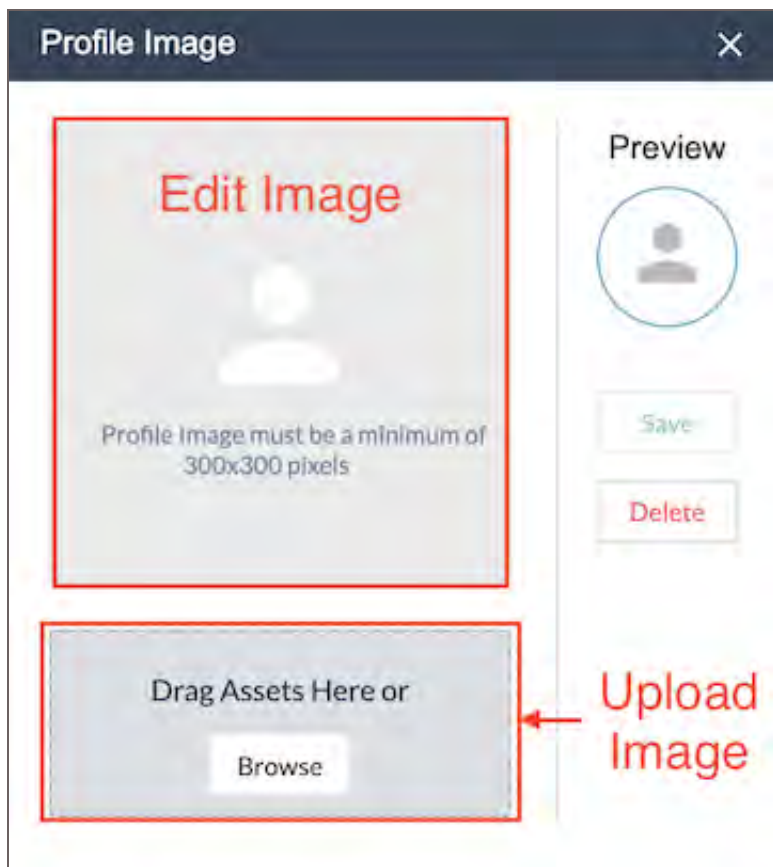 Profile Image
Edit Image
Profile Image must be a minimum of
300x300 pixels
Drag Assets Here or
Browse
Preview
Save
Delete
Upload
Image